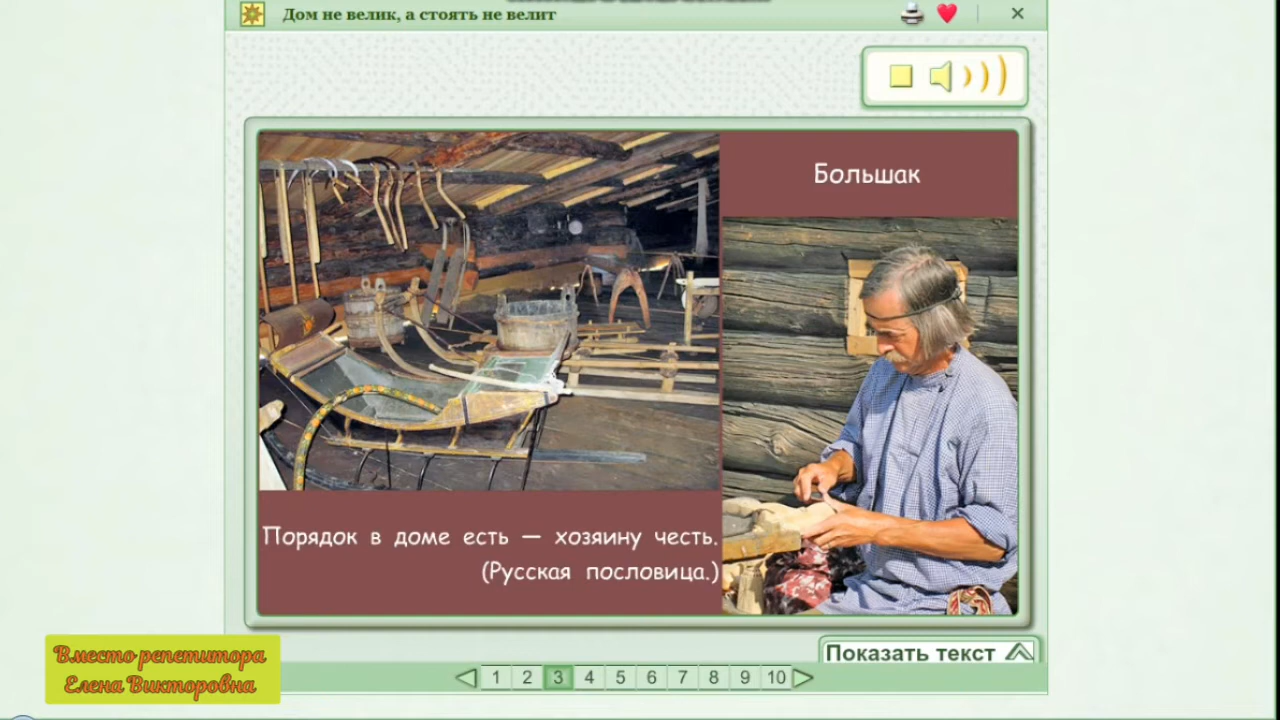 Дом не велик, а стоять не велит
Большак
Порядок в доме есть — хозяину честь.
(Русская пословица.)
Показать текст
Вместо репетитора
Елена Викторовна
1 2 3 4 5 6 7 8 9 10